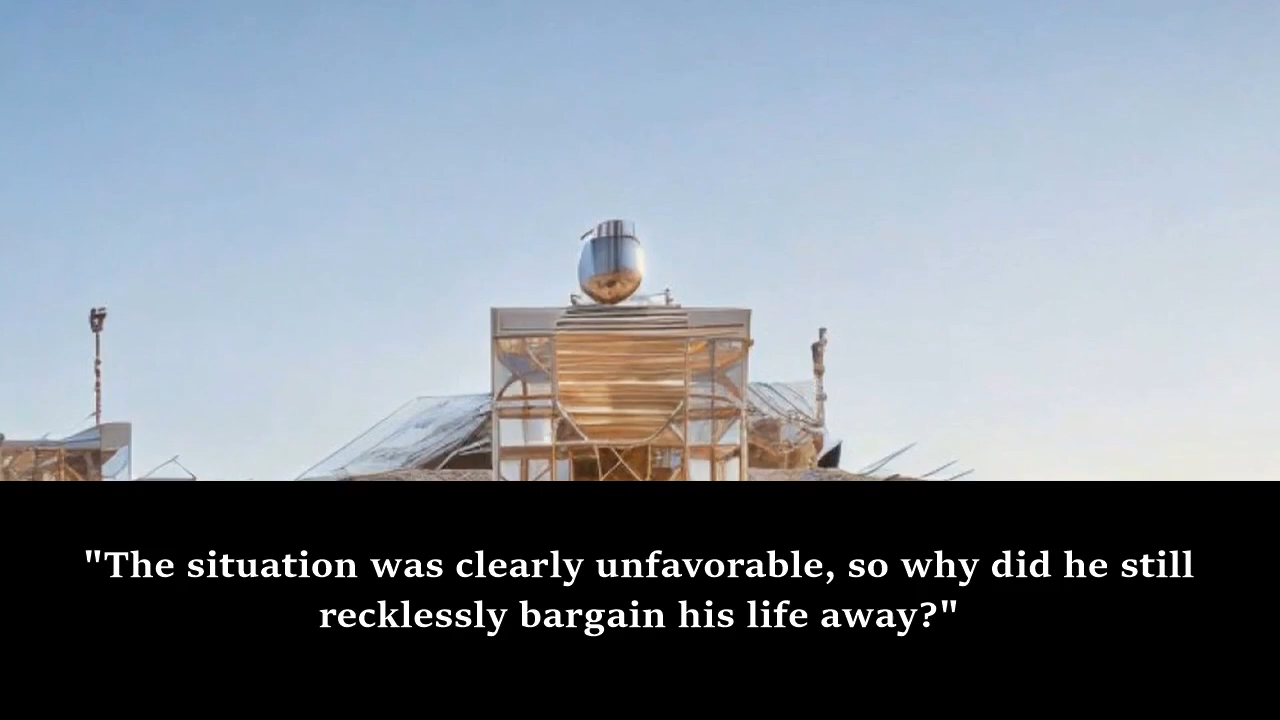 "The situation was clearly unfavorable, so why did he still
recklessly bargain his life away?"